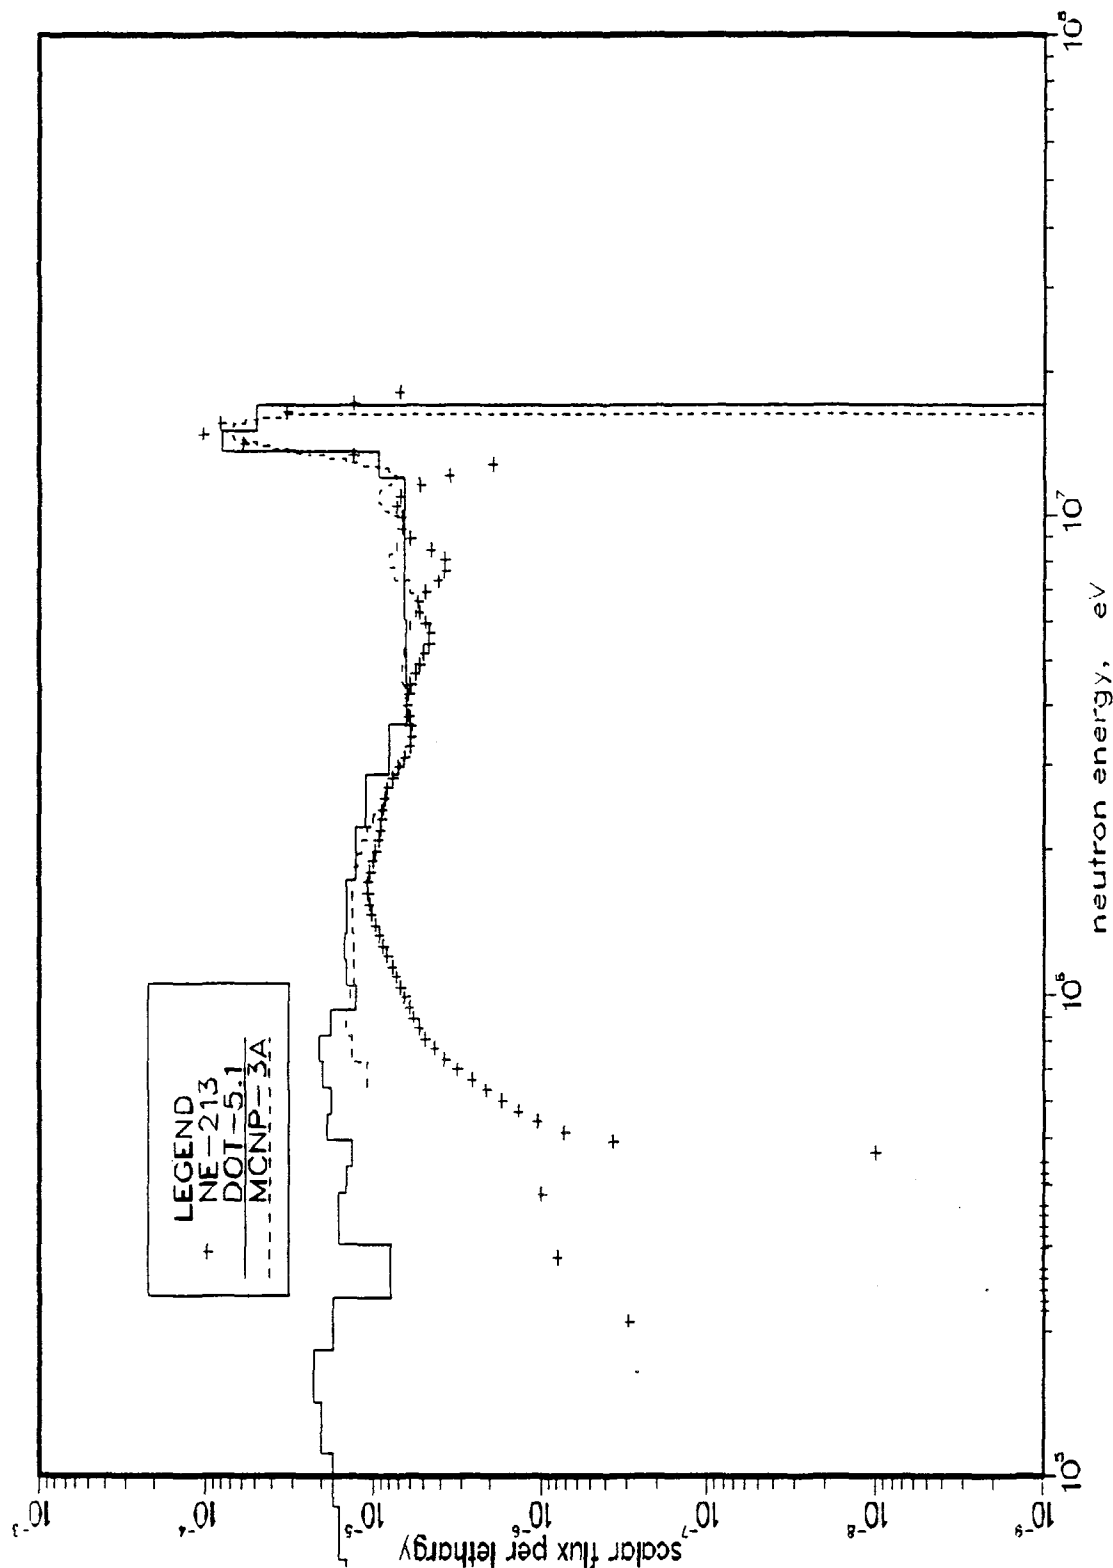 LEGEND
NE-213
DOT-5.1
MCNP-3A
scalar flux per lethargy
10⁻³
10⁻⁴
10⁻⁵
10⁻⁶
10⁻⁷
10⁻⁸
10⁻⁹
10⁵
10⁶
10⁷
10⁸
neutron energy, eV